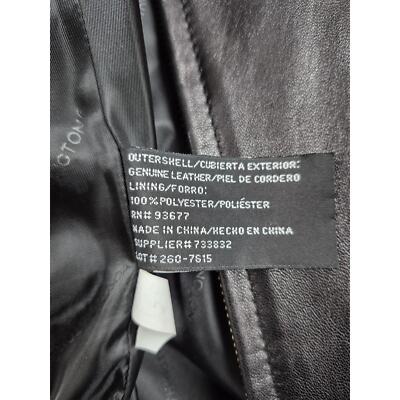 OUTERSHELL/CUBIERTA EXTERIOR:
GENUINE LEATHER/PIEL DE CORDERO
LINING/FORRO:
100% POLYESTER/POLIÉSTER
RN# 93677
MADE IN CHINA/HECHO EN CHINA
SUPPLIER# 733832
LOT # 260-7615
CTON